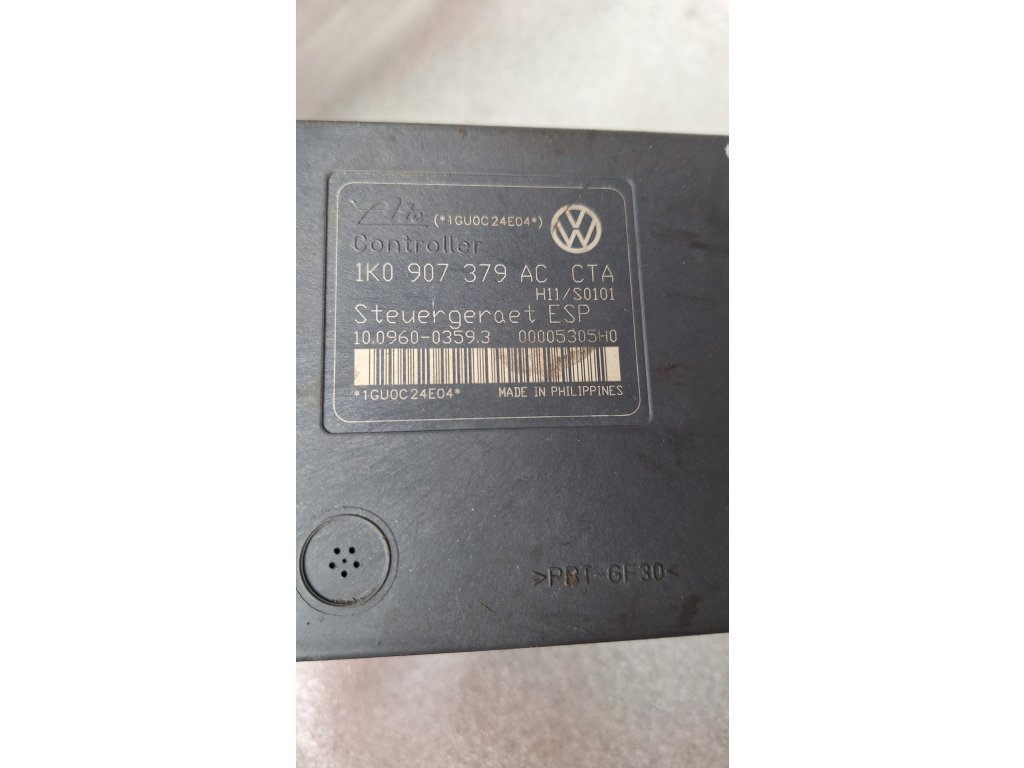 Ate (*1GU0C24E04*)
Controller
1K0 907 379 AC CTA
H11/S0101
Steuergeraet ESP
10.0960-0359.3 00005305H0
*1GU0C24E04* MADE IN PHILIPPINES
>PBT-GF30<